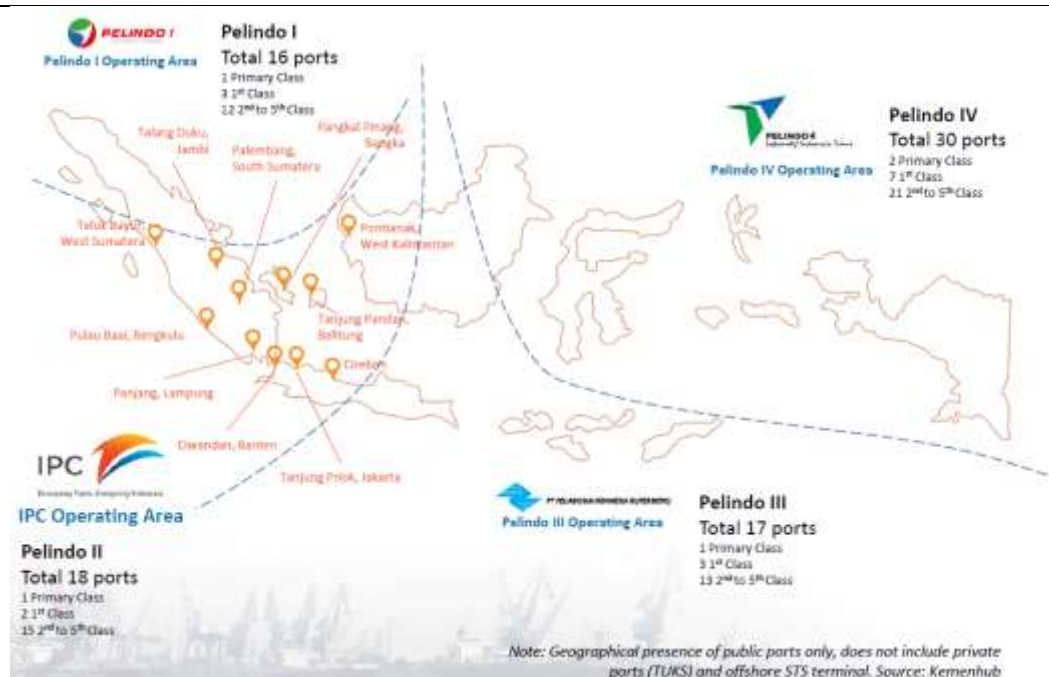 PELINDO 1
Pelindo I Operating Area
Pelindo I
Total 16 ports
1 Primary Class
3 1st Class
12 2nd to 5th Class
Talang Duku,
Jambi
Palembang,
South Sumatera
Pangkal Pinang,
Bangka
PELINDO 4
Pelindo IV Operating Area
Pelindo IV
Total 30 ports
2 Primary Class
7 1st Class
21 2nd to 5th Class
Teluk Bayur,
West Sumatera
Pontianak,
West Kalimantan
Pulau Baai, Bengkulu
Tanjung Pandan,
Belitung
Cirebon
Panjang, Lampung
Ciwandan, Banten
Tanjung Priok, Jakarta
IPC
IPC Operating Area
Pelindo II
Total 18 ports
1 Primary Class
2 1st Class
15 2nd to 5th Class
Pelindo III Operating Area
Pelindo III
Total 17 ports
1 Primary Class
3 1st Class
13 2nd to 5th Class
Note: Geographical presence of public ports only, does not include private
ports (TUKS) and offshore STS terminal. Source: Kemenhub